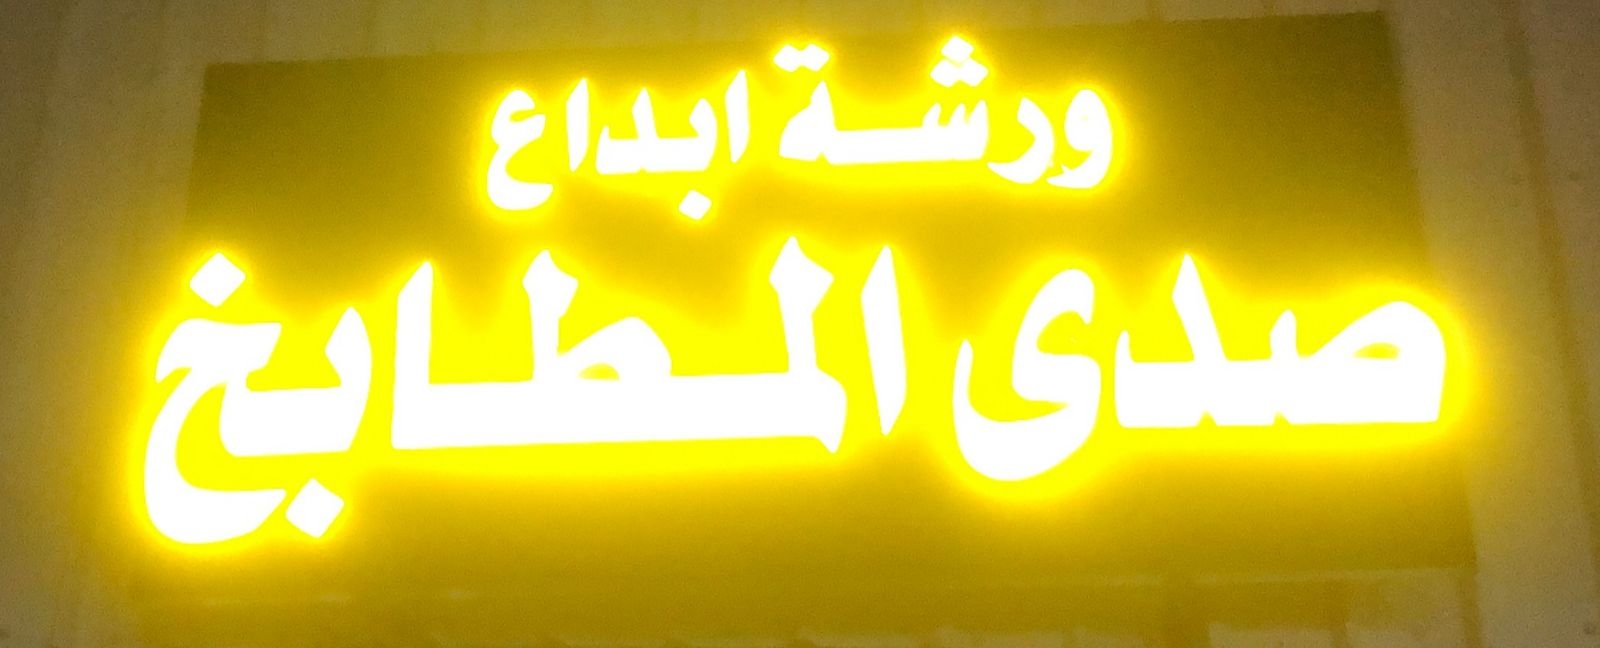 ورشة ابداع
صدى المطابخ